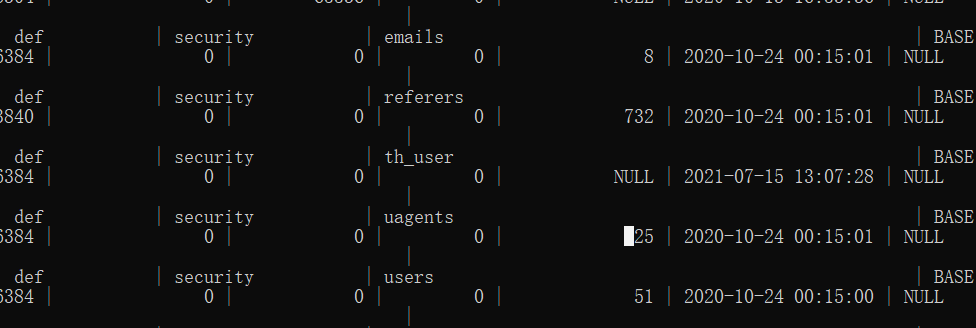 def | security | emails | BASE
6384 | 0 | 0 | 0 | 8 | 2020-10-24 00:15:01 | NULL
|
def | security | referers | BASE
3840 | 0 | 0 | 0 | 732 | 2020-10-24 00:15:01 | NULL
|
def | security | th_user | BASE
6384 | 0 | 0 | 0 | NULL | 2021-07-15 13:07:28 | NULL
|
def | security | uagents | BASE
6384 | 0 | 0 | 0 | 25 | 2020-10-24 00:15:01 | NULL
|
def | security | users | BASE
6384 | 0 | 0 | 0 | 51 | 2020-10-24 00:15:00 | NULL
|